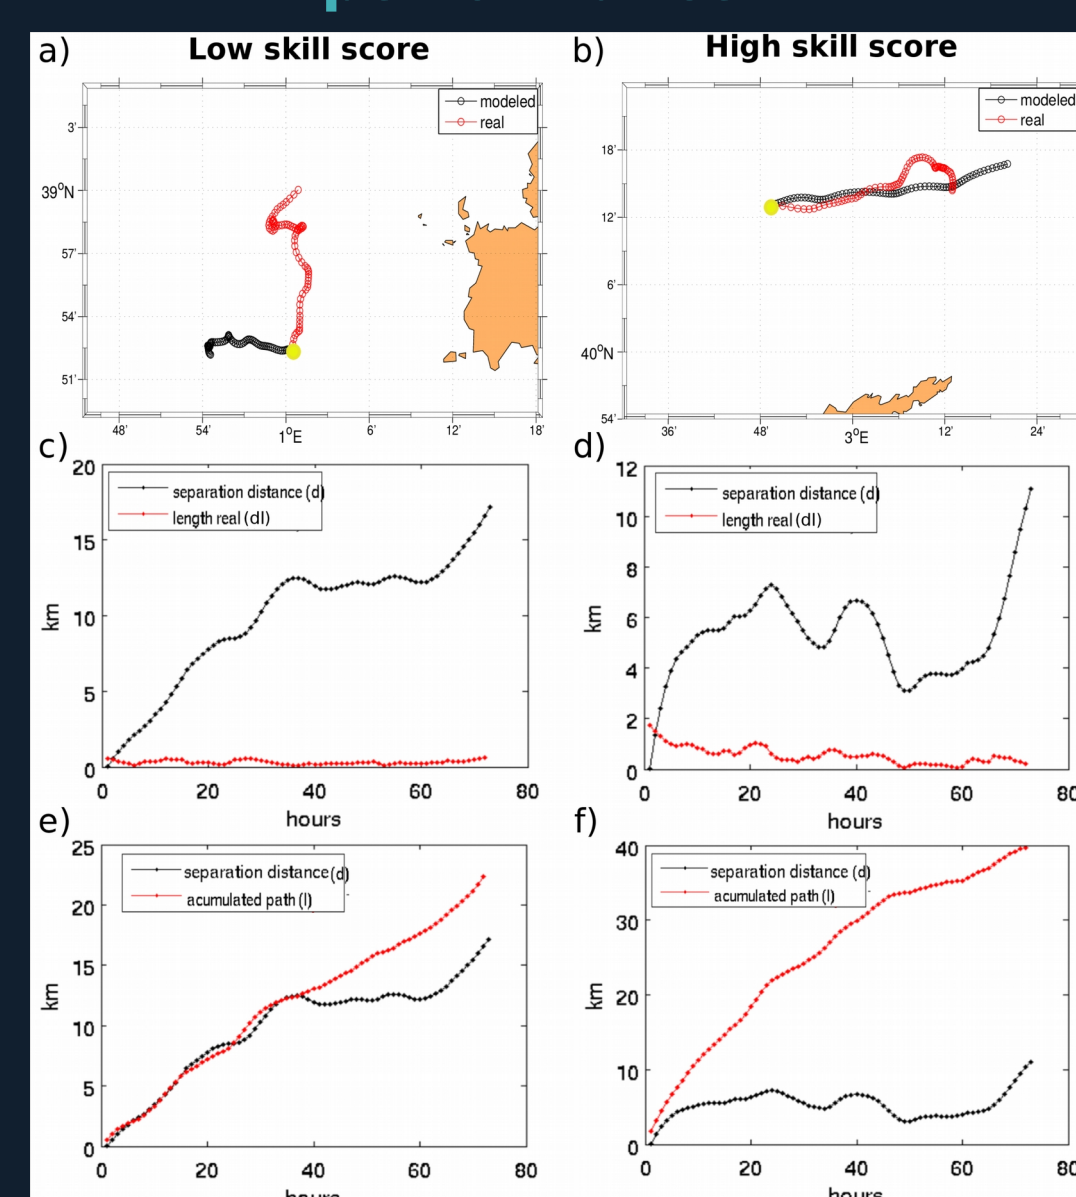 a)
Low skill score
b)
High skill score
modeled
real
3'
39°N
57'
54'
51'
48'
54'
1°E
6'
12'
18'
modeled
real
18'
12'
6'
40°N
54'
36'
48'
3°E
12'
24'
c)
separation distance (d)
length real (dl)
20
15
10
5
0
km
0 20 40 60 80
hours
d)
separation distance (d)
length real (dl)
12
10
8
6
4
2
0
km
0 20 40 60 80
hours
e)
separation distance (d)
acumulated path (l)
25
20
15
10
5
0
km
0 20 40 60 80
hours
f)
separation distance (d)
acumulated path (l)
40
30
20
10
0
km
0 20 40 60 80
hours